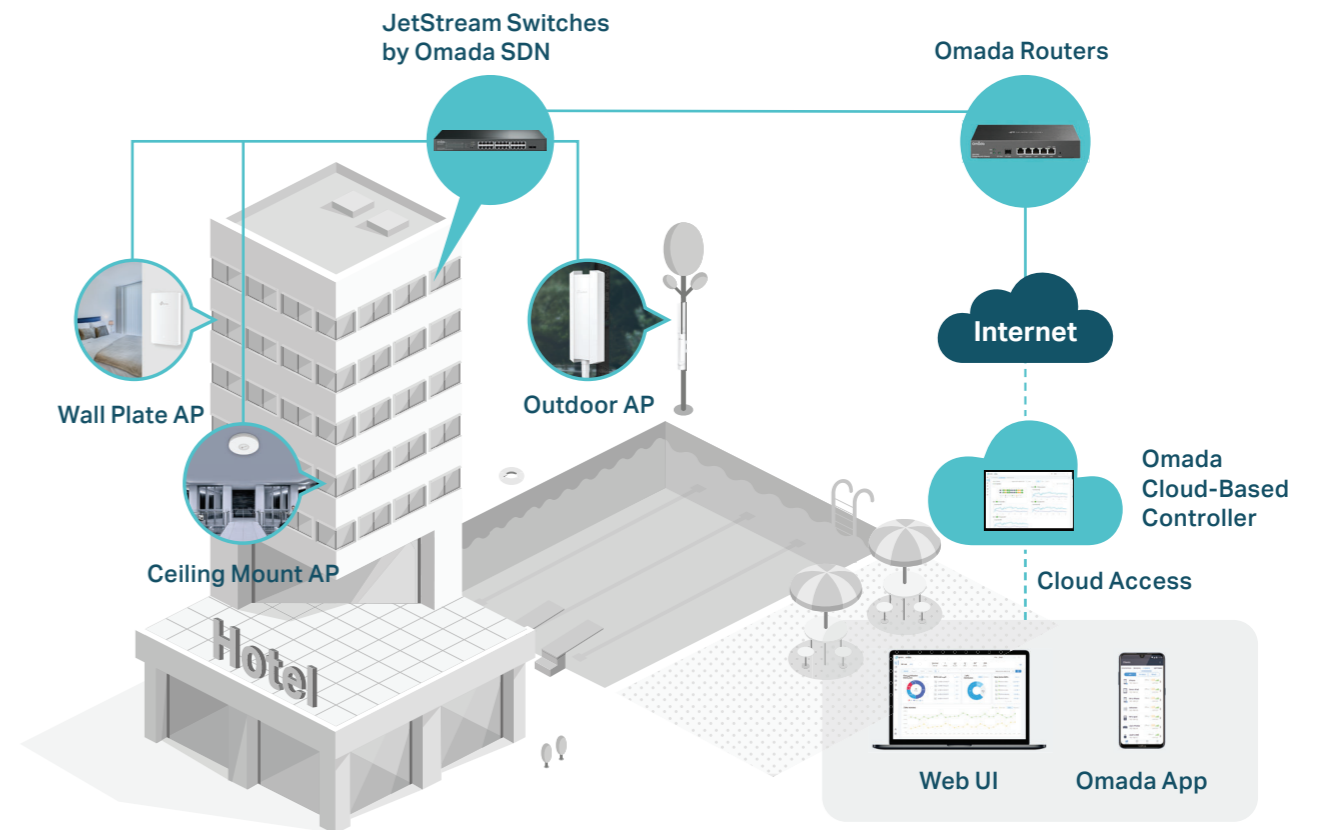 JetStream Switches
by Omada SDN
Omada Routers
Internet
Wall Plate AP
Outdoor AP
Omada
Cloud-Based
Controller
Ceiling Mount AP
Cloud Access
Hotel
Web UI
Omada App